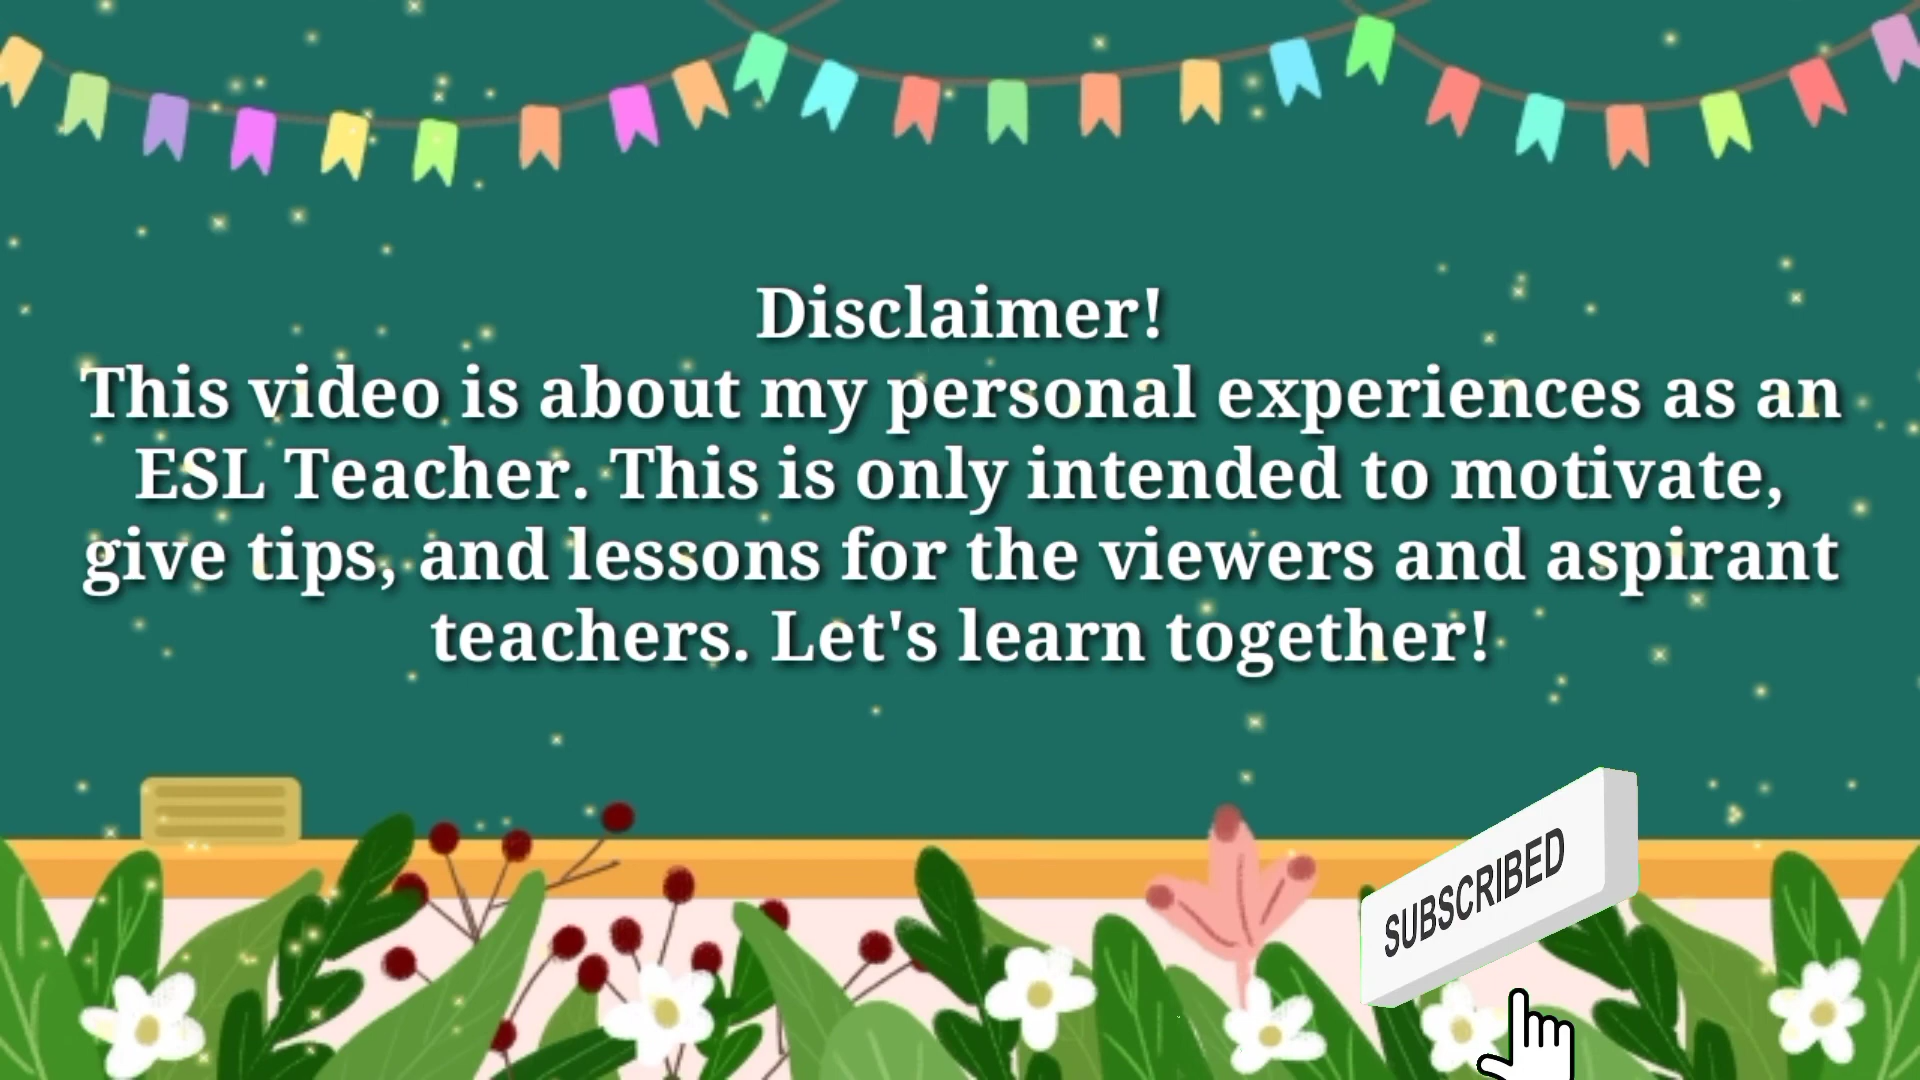 Disclaimer!
This video is about my personal experiences as an
ESL Teacher. This is only intended to motivate,
give tips, and lessons for the viewers and aspirant
teachers. Let's learn together!
SUBSCRIBED